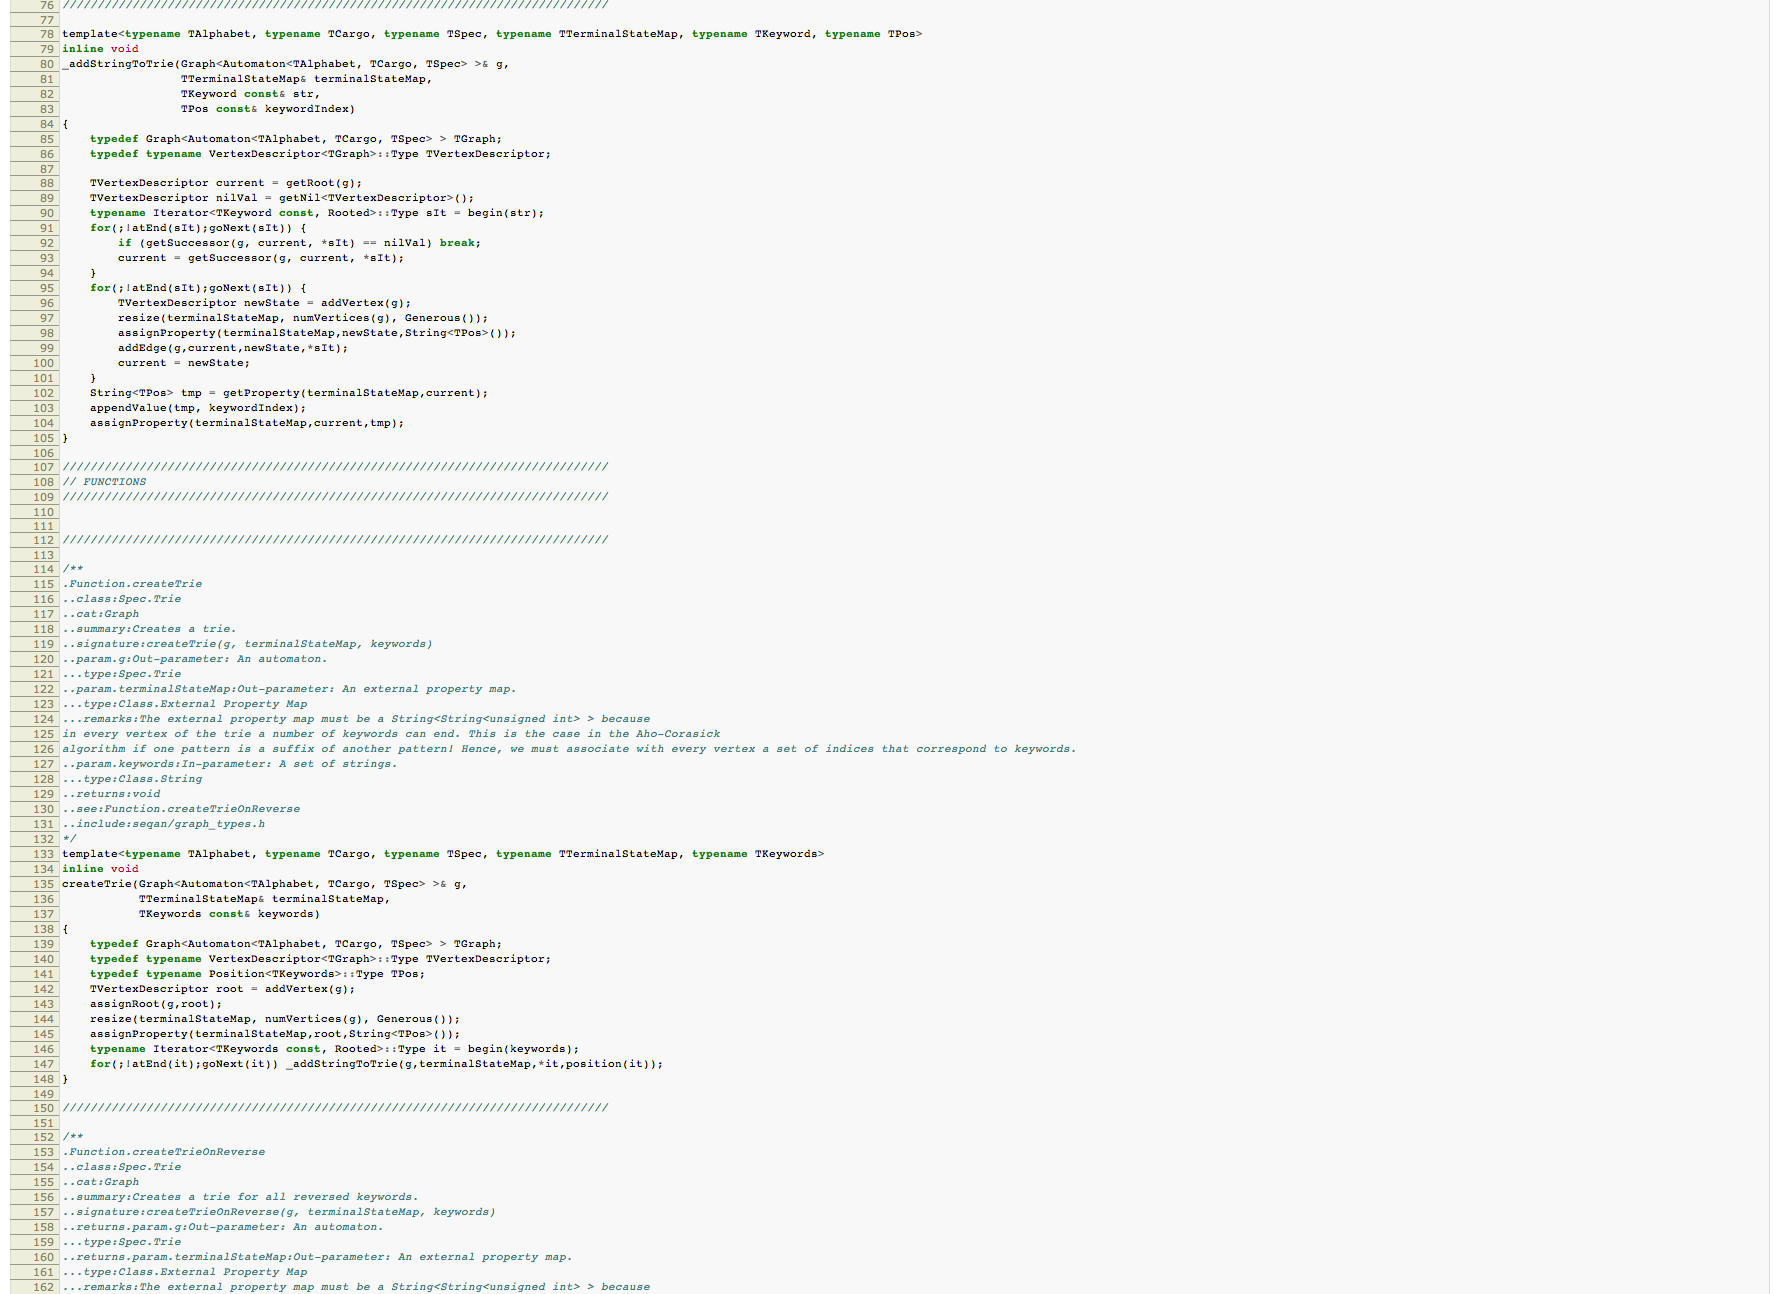 76 //////////////////////////////////////////////////////////////////////////////
77
78 template<typename TAlphabet, typename TCargo, typename TSpec, typename TTerminalStateMap, typename TKeyword, typename TPos>
79 inline void
80 _addStringToTrie(Graph<Automaton<TAlphabet, TCargo, TSpec> >& g,
81                  TTerminalStateMap& terminalStateMap,
82                  TKeyword const& str,
83                  TPos const& keywordIndex)
84 {
85     typedef Graph<Automaton<TAlphabet, TCargo, TSpec> > TGraph;
86     typedef typename VertexDescriptor<TGraph>::Type TVertexDescriptor;
87
88     TVertexDescriptor current = getRoot(g);
89     TVertexDescriptor nilVal = getNil<TVertexDescriptor>();
90     typename Iterator<TKeyword const, Rooted>::Type sIt = begin(str);
91     for(;!atEnd(sIt);goNext(sIt)) {
92         if (getSuccessor(g, current, *sIt) == nilVal) break;
93         current = getSuccessor(g, current, *sIt);
94     }
95     for(;!atEnd(sIt);goNext(sIt)) {
96         TVertexDescriptor newState = addVertex(g);
97         resize(terminalStateMap, numVertices(g), Generous());
98         assignProperty(terminalStateMap,newState,String<TPos>());
99         addEdge(g,current,newState,*sIt);
100         current = newState;
101     }
102     String<TPos> tmp = getProperty(terminalStateMap,current);
103     appendValue(tmp, keywordIndex);
104     assignProperty(terminalStateMap,current,tmp);
105 }
106
107 //////////////////////////////////////////////////////////////////////////////
108 // FUNCTIONS
109 //////////////////////////////////////////////////////////////////////////////
110
111
112 //////////////////////////////////////////////////////////////////////////////
113
114 /**
115 .Function.createTrie
116 ..class:Spec.Trie
117 ..cat:Graph
118 ..summary:Creates a trie.
119 ..signature:createTrie(g, terminalStateMap, keywords)
120 ..param.g:Out-parameter: An automaton.
121 ...type:Spec.Trie
122 ..param.terminalStateMap:Out-parameter: An external property map.
123 ...type:Class.External Property Map
124 ...remarks:The external property map must be a String<String<unsigned int> > because
125 in every vertex of the trie a number of keywords can end. This is the case in the Aho-Corasick
126 algorithm if one pattern is a suffix of another pattern! Hence, we must associate with every vertex a set of indices that correspond to keywords.
127 ..param.keywords:In-parameter: A set of strings.
128 ...type:Class.String
129 ..returns:void
130 ..see:Function.createTrieOnReverse
131 ..include:seqan/graph_types.h
132 */
133 template<typename TAlphabet, typename TCargo, typename TSpec, typename TTerminalStateMap, typename TKeywords>
134 inline void
135 createTrie(Graph<Automaton<TAlphabet, TCargo, TSpec> >& g,
136            TTerminalStateMap& terminalStateMap,
137            TKeywords const& keywords)
138 {
139     typedef Graph<Automaton<TAlphabet, TCargo, TSpec> > TGraph;
140     typedef typename VertexDescriptor<TGraph>::Type TVertexDescriptor;
141     typedef typename Position<TKeywords>::Type TPos;
142     TVertexDescriptor root = addVertex(g);
143     assignRoot(g,root);
144     resize(terminalStateMap, numVertices(g), Generous());
145     assignProperty(terminalStateMap,root,String<TPos>());
146     typename Iterator<TKeywords const, Rooted>::Type it = begin(keywords);
147     for(;!atEnd(it);goNext(it)) _addStringToTrie(g,terminalStateMap,*it,position(it));
148 }
149
150 //////////////////////////////////////////////////////////////////////////////
151
152 /**
153 .Function.createTrieOnReverse
154 ..class:Spec.Trie
155 ..cat:Graph
156 ..summary:Creates a trie for all reversed keywords.
157 ..signature:createTrieOnReverse(g, terminalStateMap, keywords)
158 ..returns.param.g:Out-parameter: An automaton.
159 ...type:Spec.Trie
160 ..returns.param.terminalStateMap:Out-parameter: An external property map.
161 ...type:Class.External Property Map
162 ...remarks:The external property map must be a String<String<unsigned int> > because